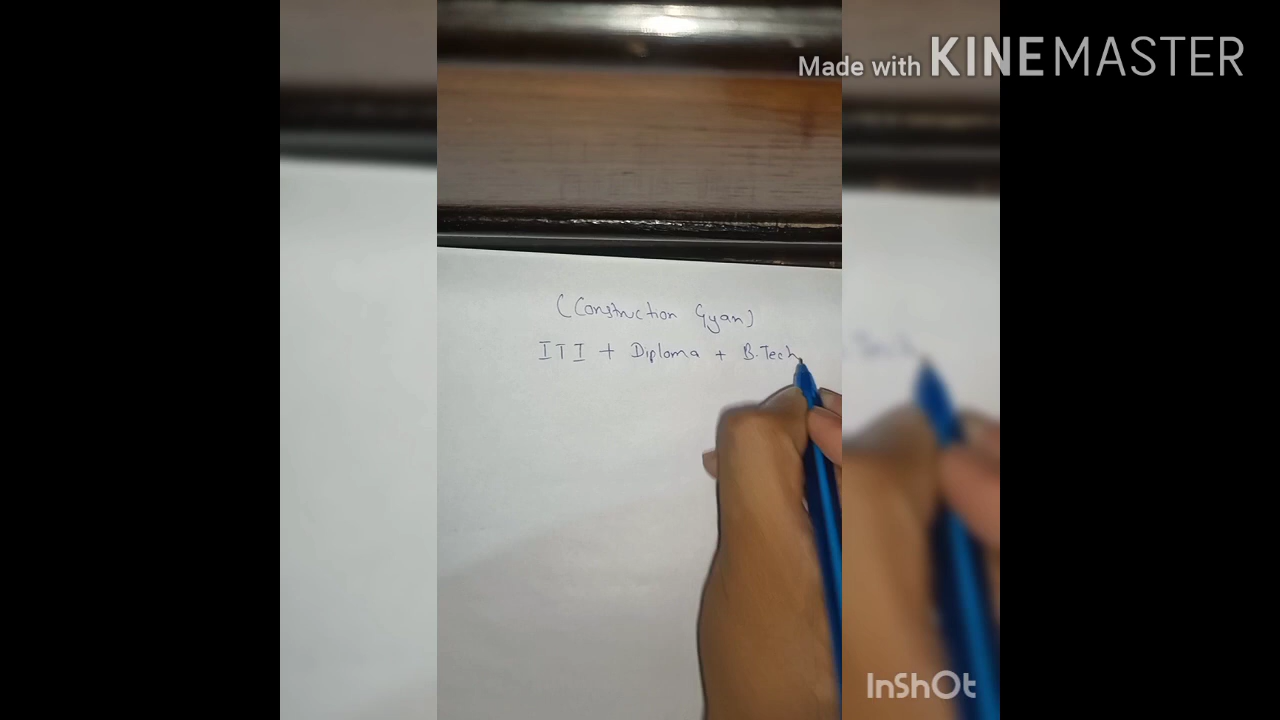 Made with KINEMASTER
(Construction Gyan)
ITI + Diploma + B.Tech
InShOt